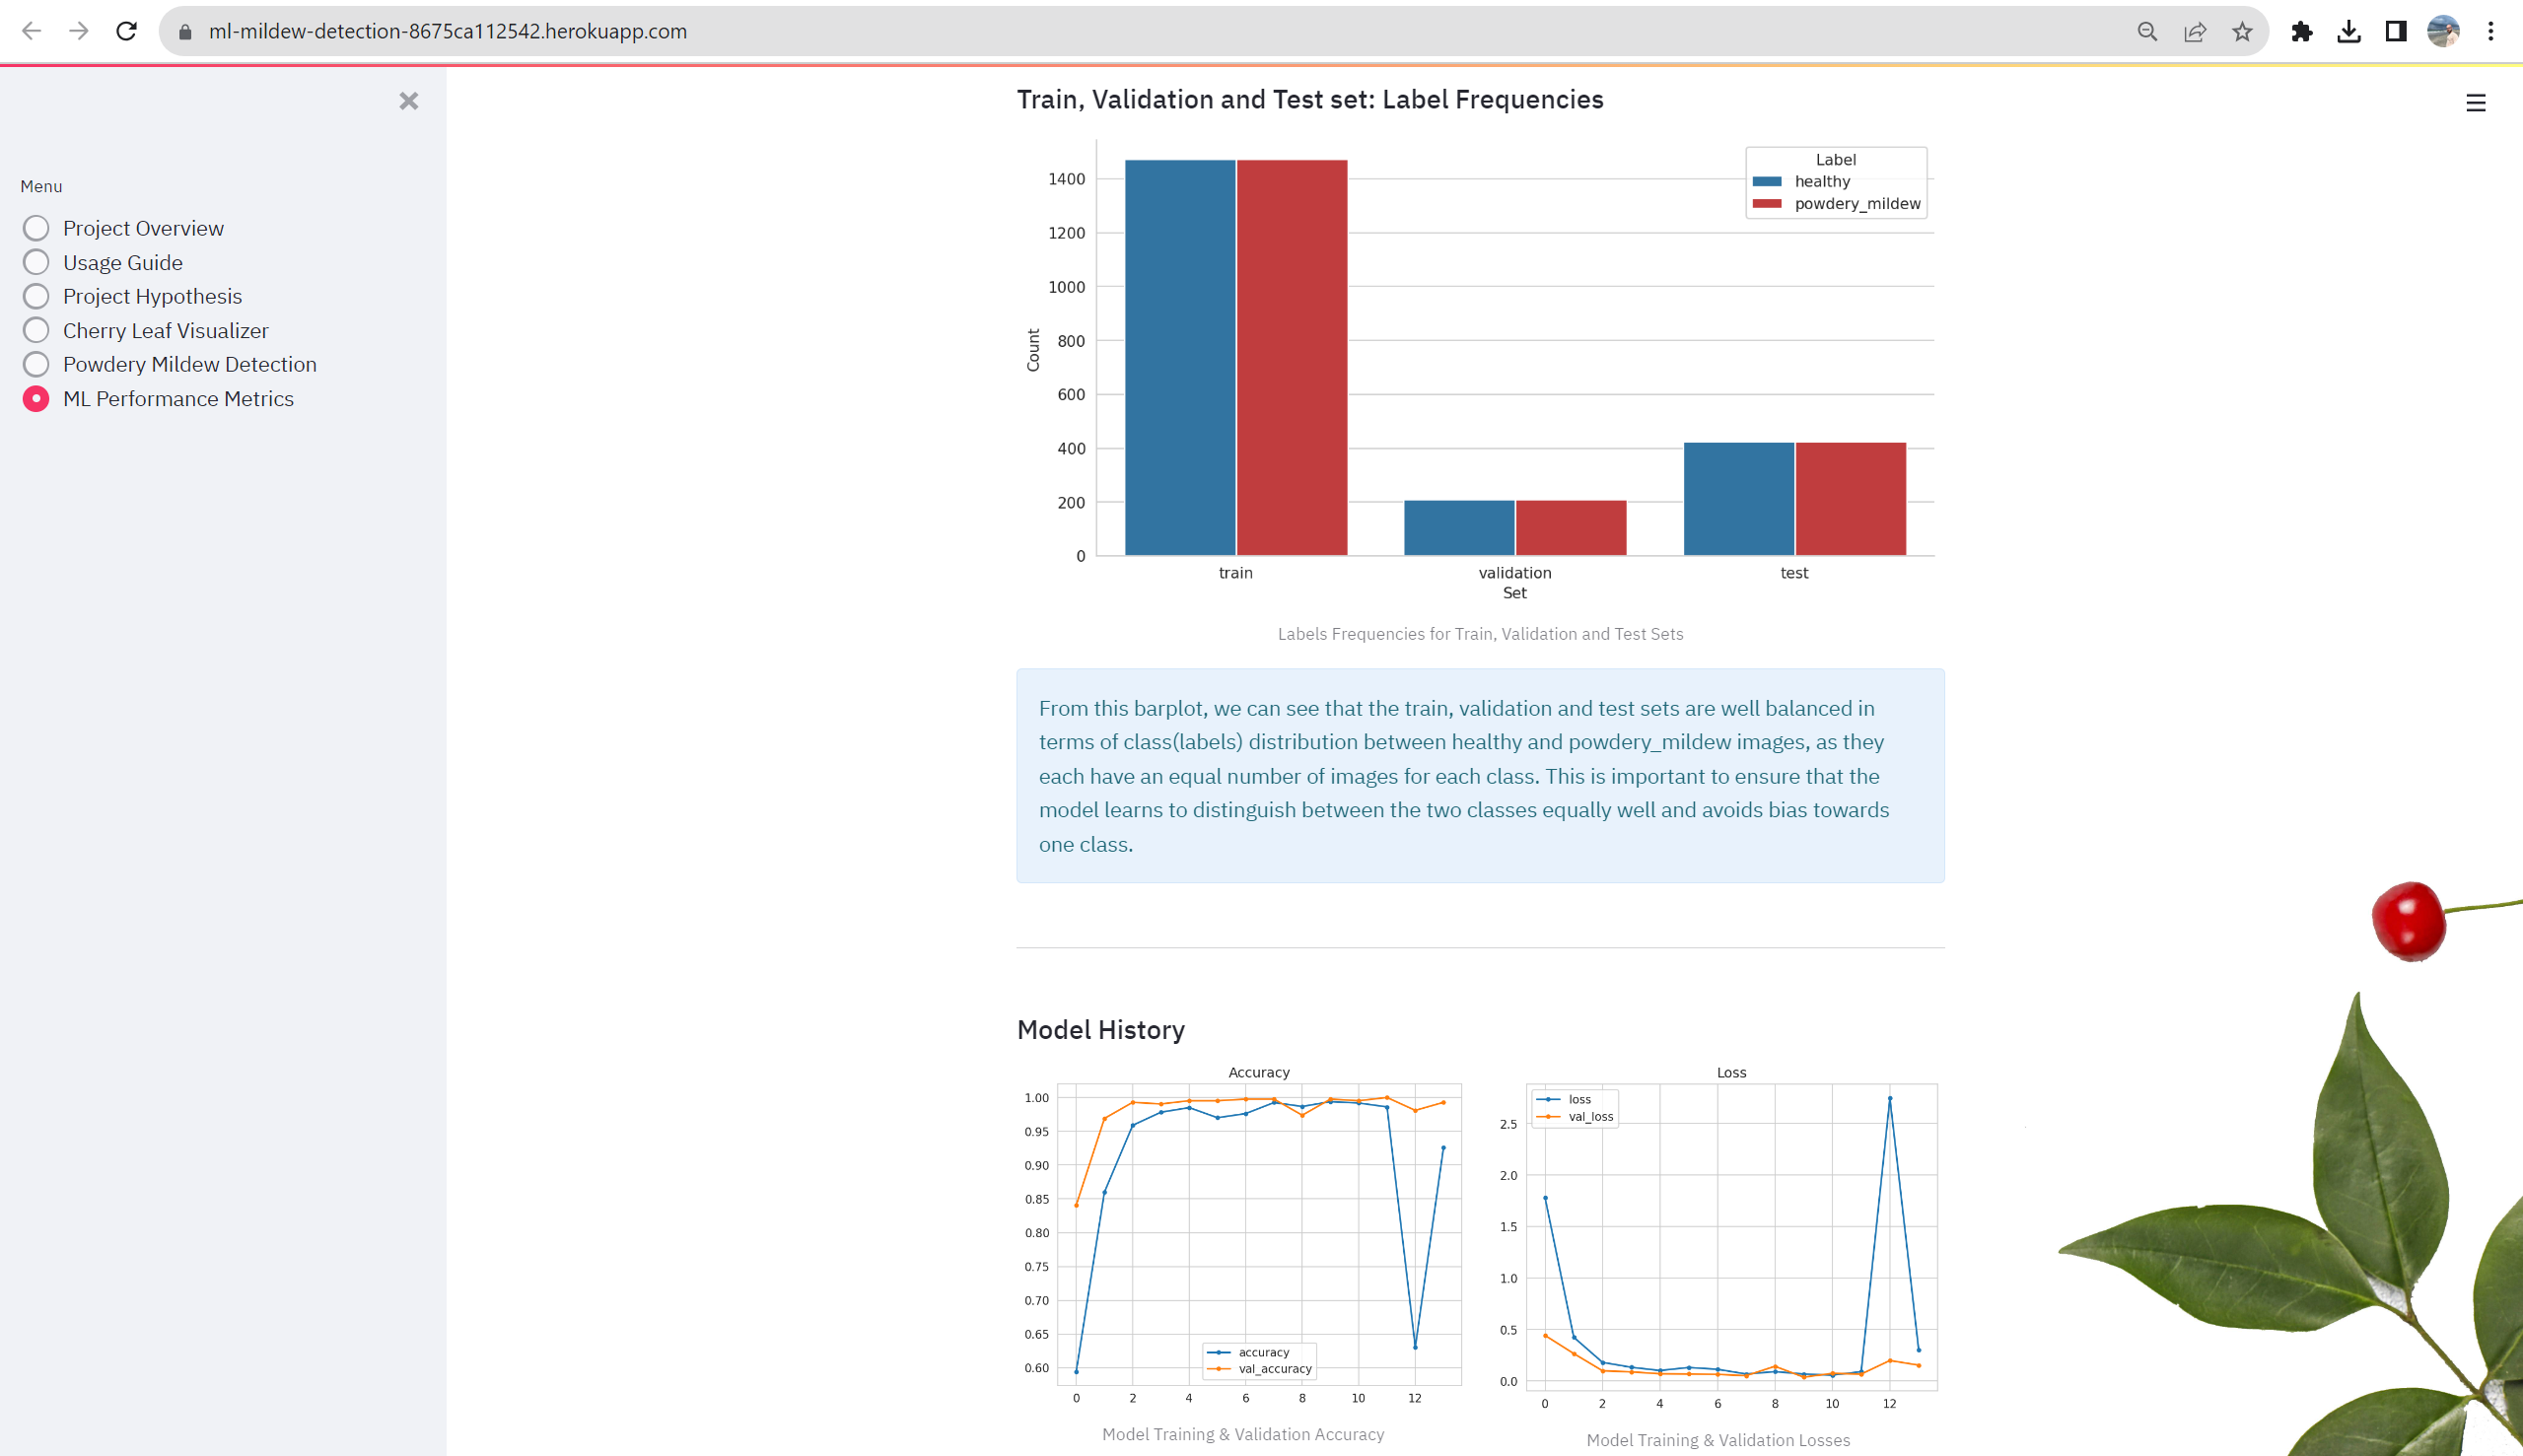 ml-mildew-detection-8675ca112542.herokuapp.com
Menu
Project Overview
Usage Guide
Project Hypothesis
Cherry Leaf Visualizer
Powdery Mildew Detection
ML Performance Metrics
Train, Validation and Test set: Label Frequencies
Label
healthy
powdery_mildew
1400
1200
1000
800
600
400
200
0
Count
train
validation
test
Set
Labels Frequencies for Train, Validation and Test Sets
From this barplot, we can see that the train, validation and test sets are well balanced in
terms of class(labels) distribution between healthy and powdery_mildew images, as they
each have an equal number of images for each class. This is important to ensure that the
model learns to distinguish between the two classes equally well and avoids bias towards
one class.
Model History
Accuracy
1.00
0.95
0.90
0.85
0.80
0.75
0.70
0.65
0.60
accuracy
val_accuracy
0 2 4 6 8 10 12
Model Training & Validation Accuracy
Loss
loss
val_loss
2.5
2.0
1.5
1.0
0.5
0.0
0 2 4 6 8 10 12
Model Training & Validation Losses